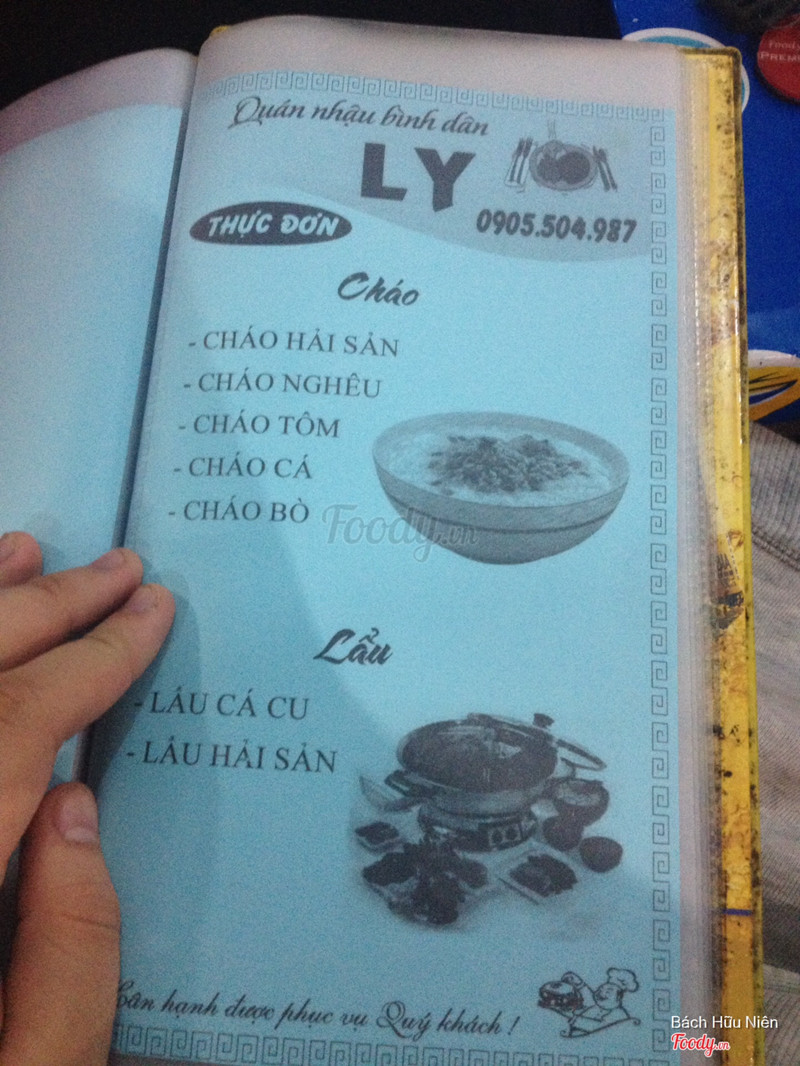 Quán nhậu bình dân
LY
0905.504.987
THỰC ĐƠN
Cháo
- CHÁO HẢI SẢN
- CHÁO NGHÊU
- CHÁO TÔM
- CHÁO CÁ
- CHÁO BÒ
Foody.vn
Lẩu
- LẨU CÁ CU
- LẨU HẢI SẢN
Cân hạnh được phục vụ Quý khách !
Bách Hữu Niên
Foody.vn